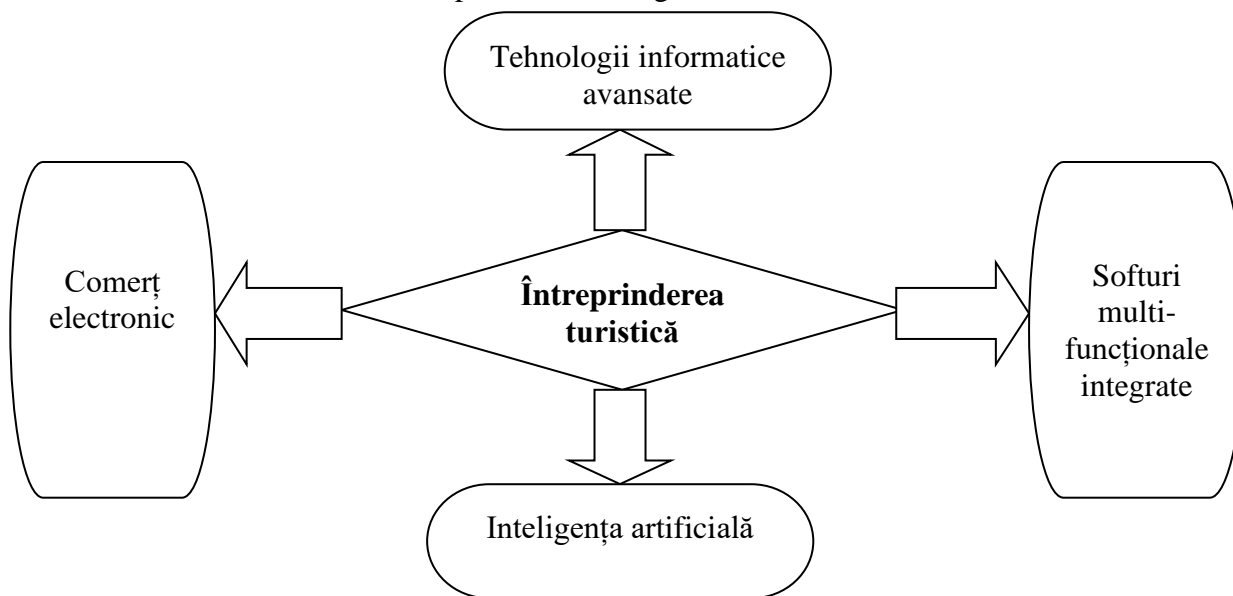 Tehnologii informatice
avansate
Comerț
electronic
Întreprinderea
turistică
Softuri
multi-
funcționale
integrate
Inteligența artificială